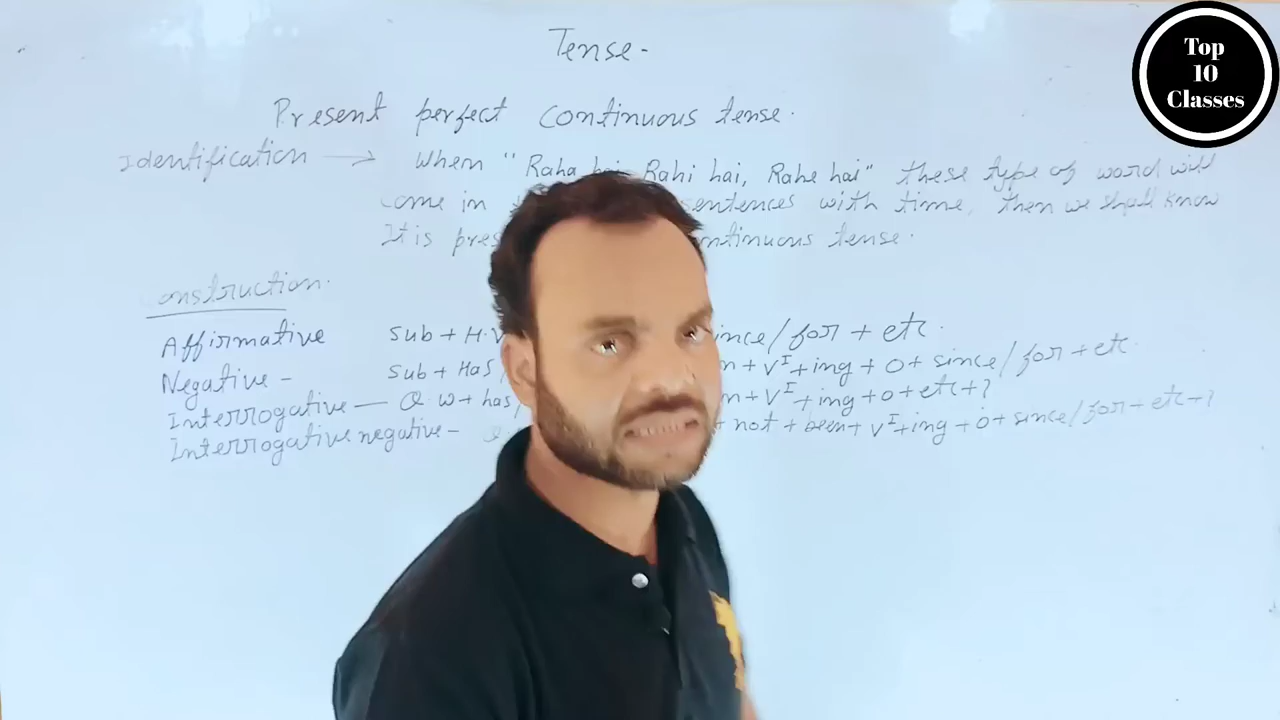 Tense-
Top
10
Classes
Present perfect continuous tense.
Identification → When "Raha hai, Rahi hai, Rahe hai" these type of word will
come in sentences with time, then we shall know
It is continuous tense.
onstruction.
Affirmative Sub + H.V since/for + etc.
Negative - Sub + Has + V¹ + ing + O + since/for + etc.
Interrogative — Q.w + has/ + V¹ + ing + o + etc + ?
Interrogative negative - + not + been + V¹ + ing + o + since/for + etc + ?